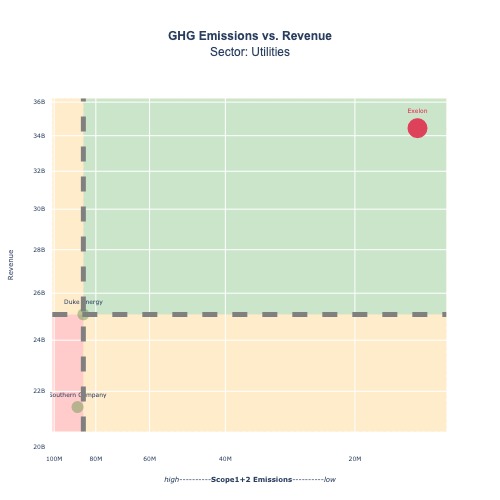 GHG Emissions vs. Revenue
Sector: Utilities
36B
Exelon
34B
32B
30B
28B
Revenue
26B
Duke Energy
24B
22B
Southern Company
20B
100M 80M 60M 40M 20M
high----------Scope1+2 Emissions----------low